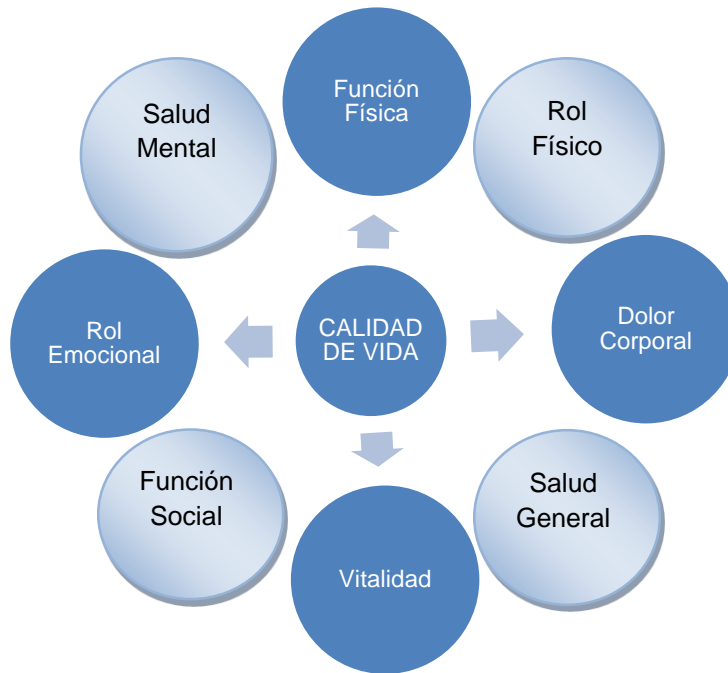 Función
Física
Salud
Mental
Rol
Físico
Rol
Emocional
CALIDAD
DE VIDA
Dolor
Corporal
Función
Social
Salud
General
Vitalidad